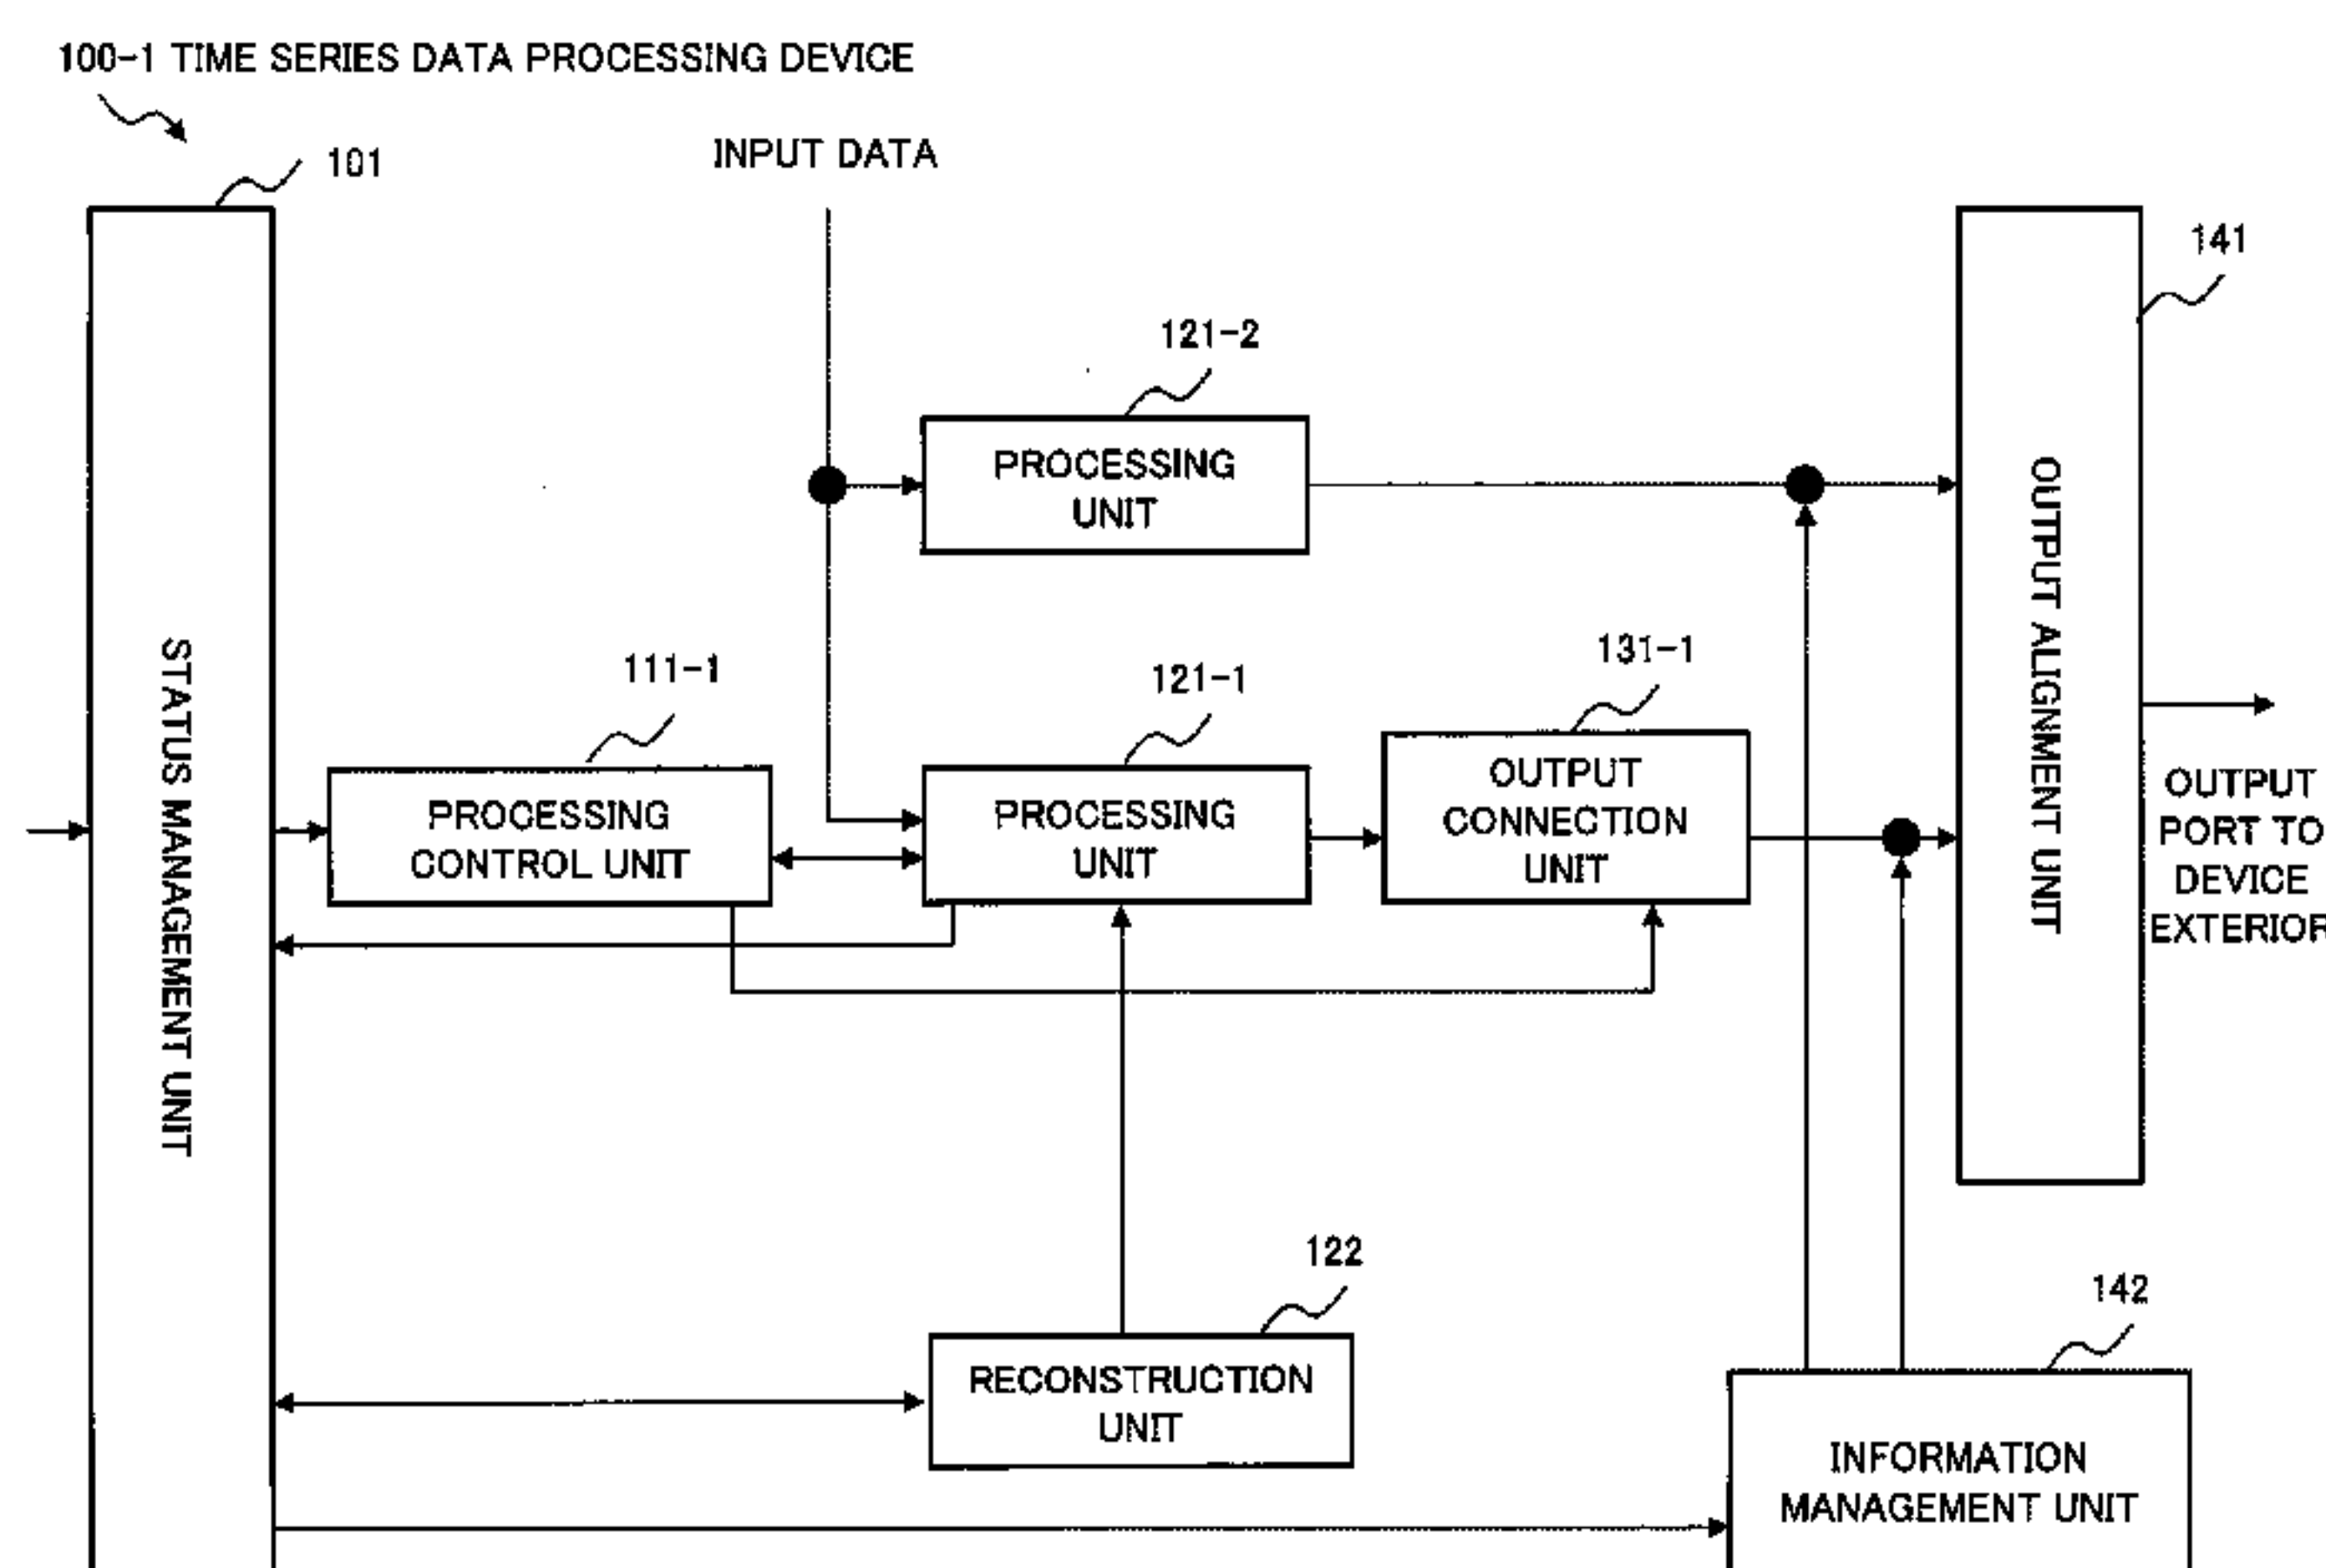 100-1 TIME SERIES DATA PROCESSING DEVICE
101
INPUT DATA
141
121-2
PROCESSING
UNIT
OUTPUT ALIGNMENT UNIT
STATUS MANAGEMENT UNIT
111-1
121-1
131-1
PROCESSING
CONTROL UNIT
PROCESSING
UNIT
OUTPUT
CONNECTION
UNIT
OUTPUT
PORT TO
DEVICE
EXTERIOR
122
142
RECONSTRUCTION
UNIT
INFORMATION
MANAGEMENT UNIT